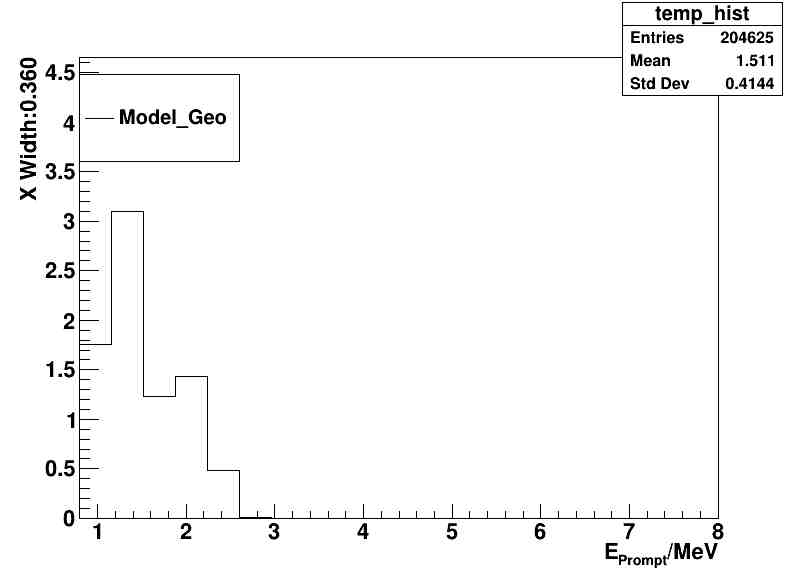 temp_hist
Entries 204625
Mean 1.511
Std Dev 0.4144
X Width:0.360
4.5
4
3.5
3
2.5
2
1.5
1
0.5
0
Model_Geo
1 2 3 4 5 6 7 8
E_Prompt/MeV